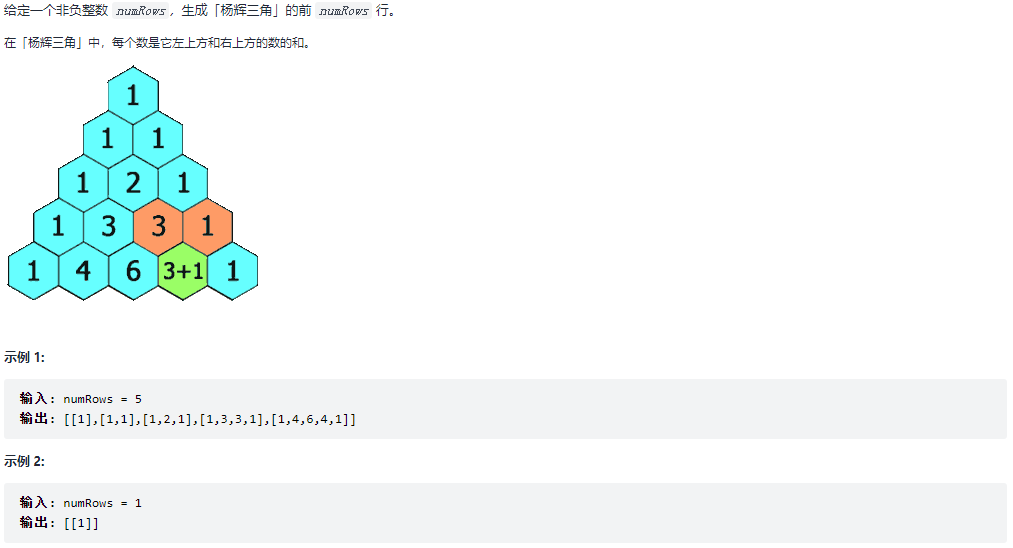 给定一个非负整数 numRows，生成「杨辉三角」的前 numRows 行。
在「杨辉三角」中，每个数是它左上方和右上方的数的和。
1
1 1
1 2 1
1 3 3 1
1 4 6 3+1 1
示例 1:
输入: numRows = 5
输出: [[1],[1,1],[1,2,1],[1,3,3,1],[1,4,6,4,1]]
示例 2:
输入: numRows = 1
输出: [[1]]